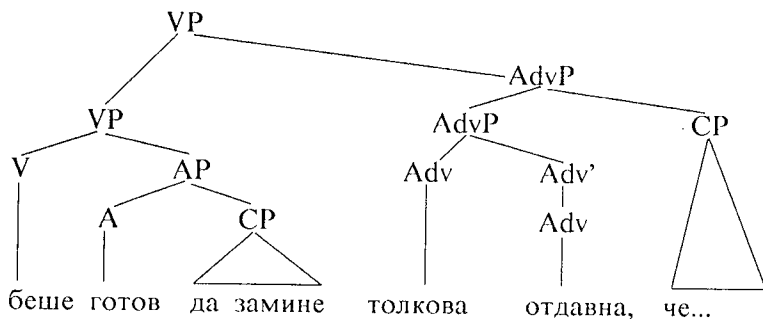 VP
AdvP
VP AdvP CP
V AP Adv Adv'
A CP Adv
беше готов да замине толкова отдавна, че...